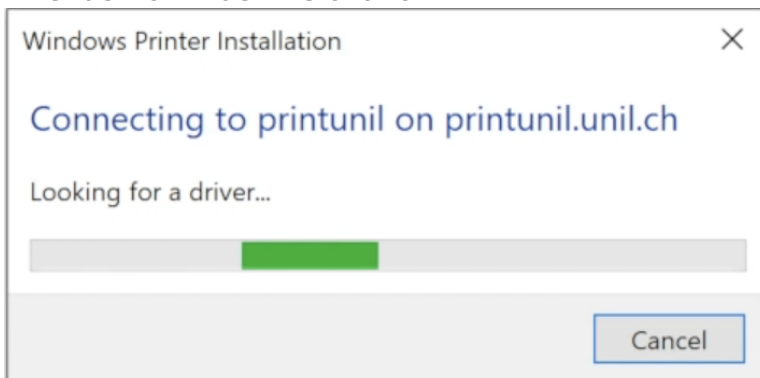 Windows Printer Installation
Connecting to printunil on printunil.unil.ch
Looking for a driver...
Cancel